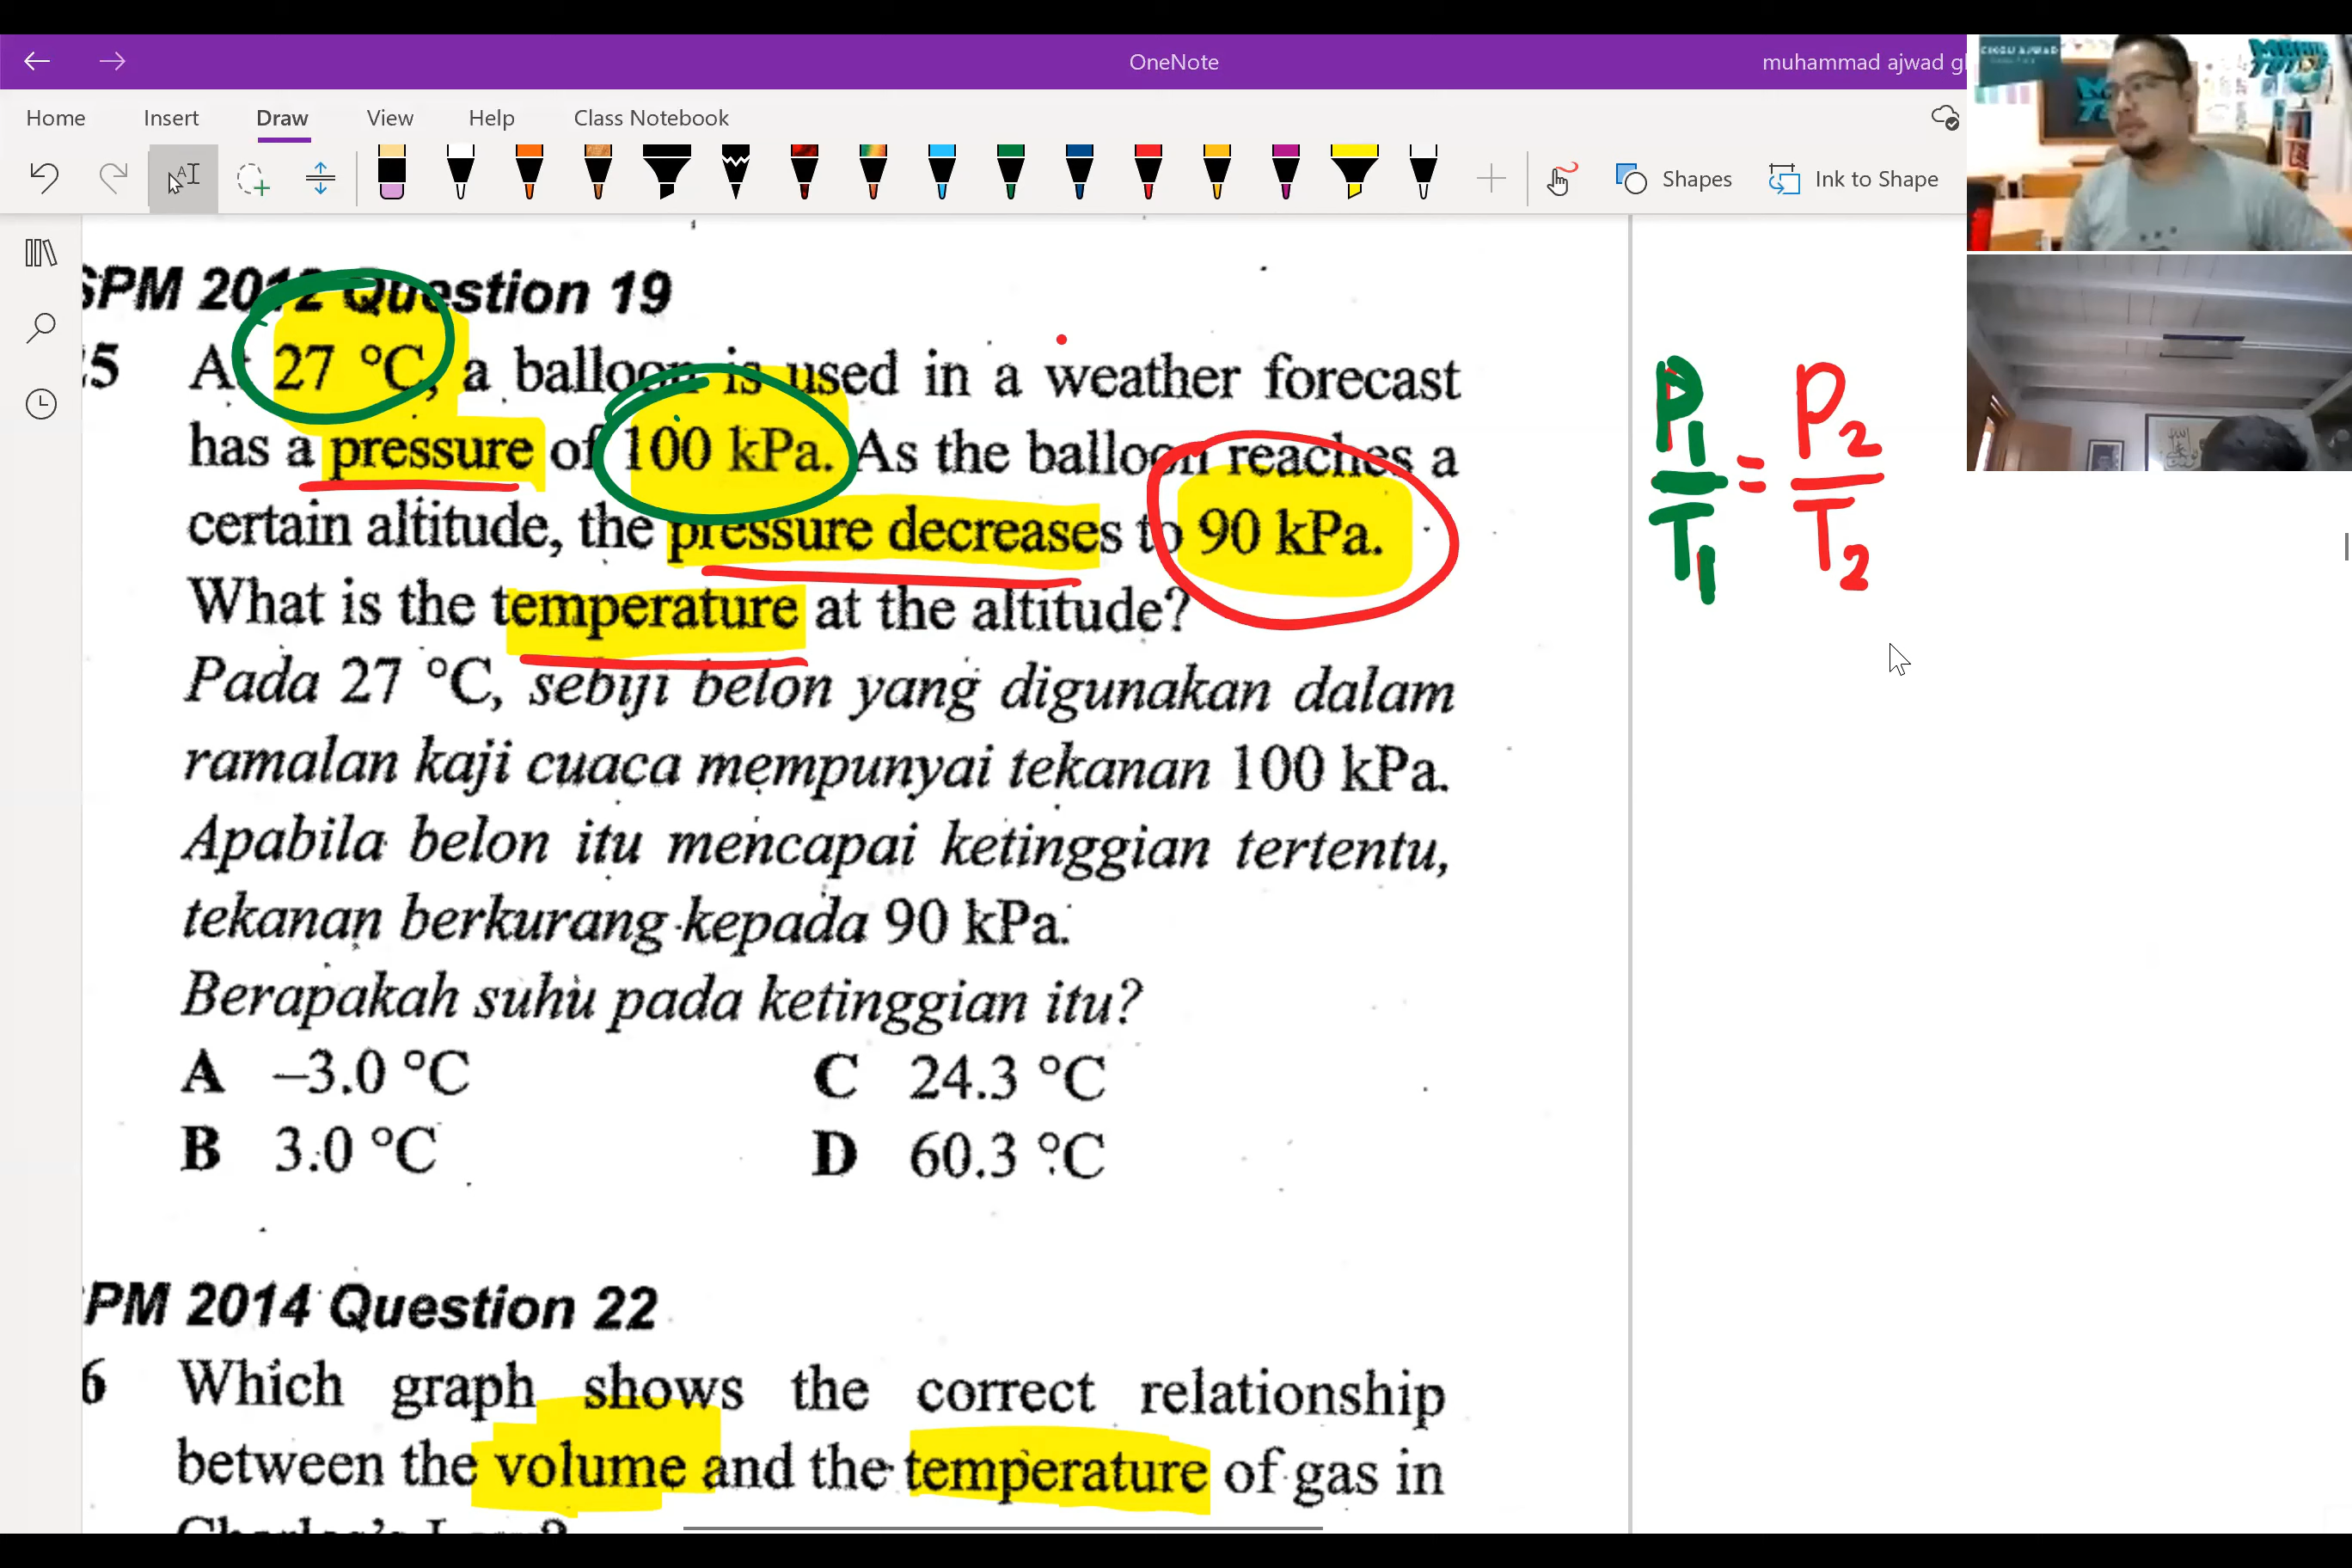 OneNote
muhammad ajwad g
Home Insert Draw View Help Class Notebook
Shapes Ink to Shape
SPM 2012 Question 19
25 At 27 °C, a balloon is used in a weather forecast
has a pressure of 100 kPa. As the balloon reaches a
certain altitude, the pressure decreases to 90 kPa.
What is the temperature at the altitude?
Pada 27 °C, sebiji belon yang digunakan dalam
ramalan kaji cuaca mempunyai tekanan 100 kPa.
Apabila belon itu mencapai ketinggian tertentu,
tekanan berkurang kepada 90 kPa.
Berapakah suhu pada ketinggian itu?
A –3.0 °C C 24.3 °C
B 3.0 °C D 60.3 °C
P1 = P2
T1 T2
SPM 2014 Question 22
6 Which graph shows the correct relationship
between the volume and the temperature of gas in
Charles's Law?